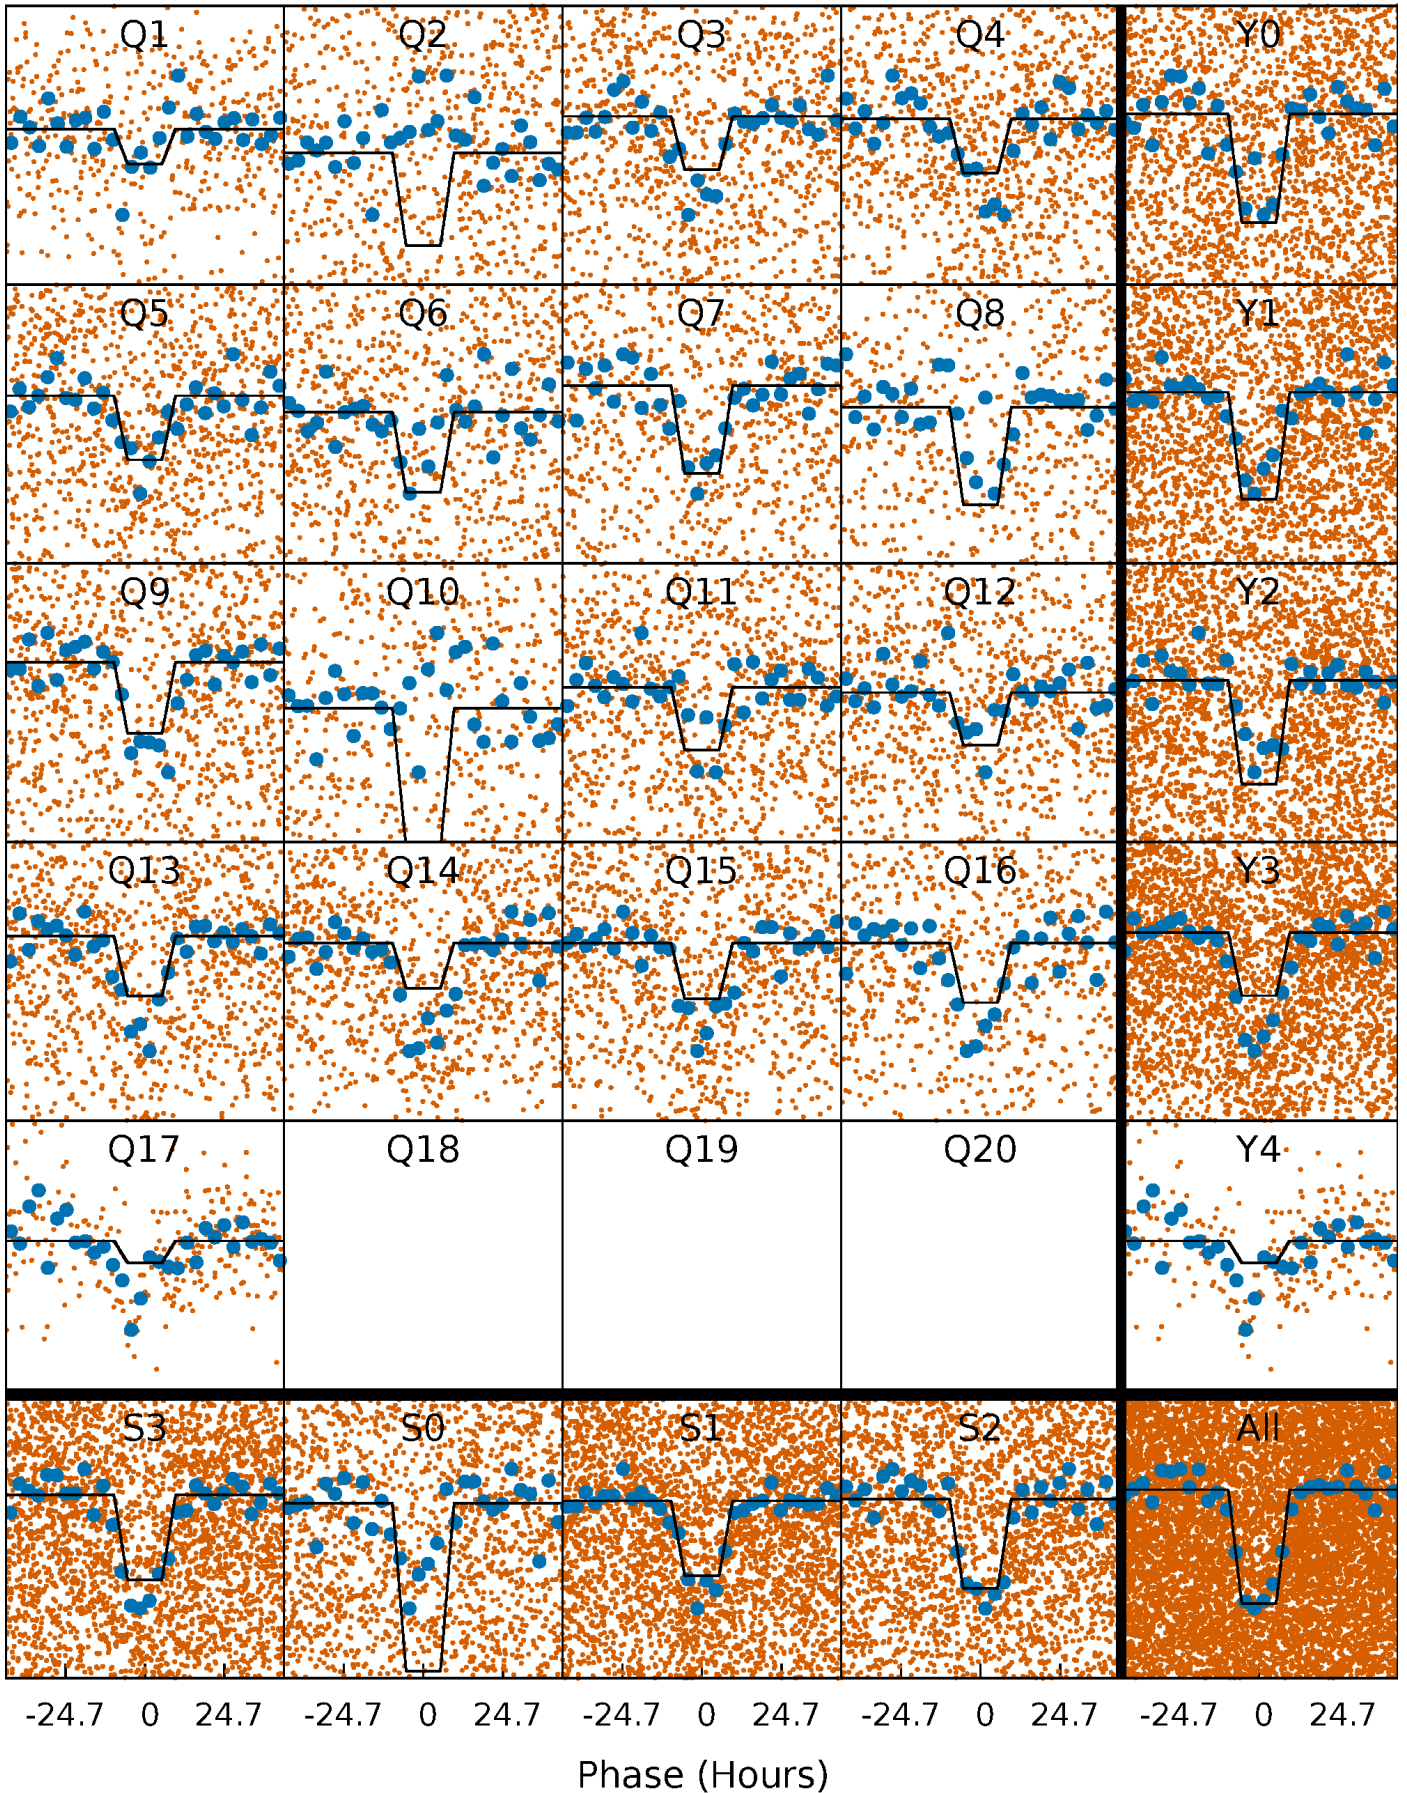 Q1 Q2 Q3 Q4 Y0
Q5 Q6 Q7 Q8 Y1
Q9 Q10 Q11 Q12 Y2
Q13 Q14 Q15 Q16 Y3
Q17 Q18 Q19 Q20 Y4
S3 S0 S1 S2 All
-24.7 0 24.7 -24.7 0 24.7 -24.7 0 24.7 -24.7 0 24.7 -24.7 0 24.7
Phase (Hours)